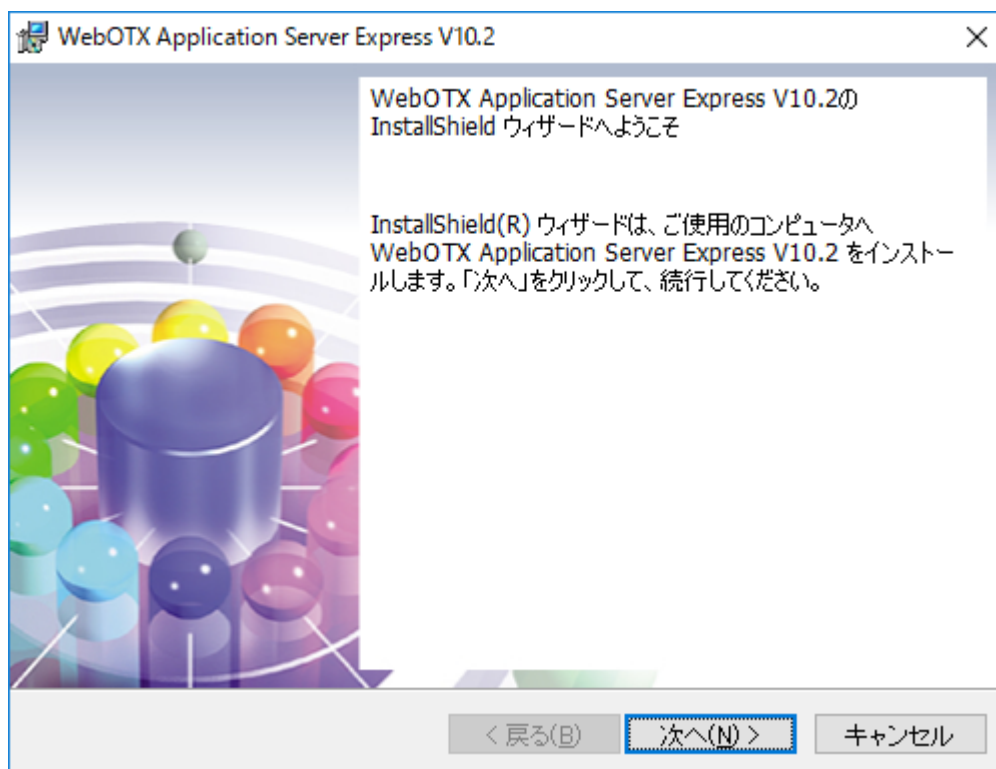 WebOTX Application Server Express V10.2
WebOTX Application Server Express V10.2の
InstallShield ウィザードへようこそ
InstallShield(R) ウィザードは、ご使用のコンピュータへ
WebOTX Application Server Express V10.2 をインストー
ルします。「次へ」をクリックして、続行してください。
< 戻る(B)
次へ(N) >
キャンセル